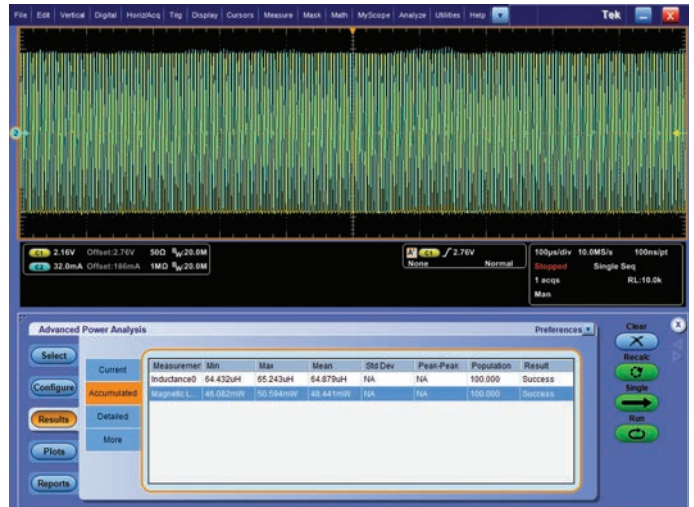 File Edit Vertical Digital Horiz/Acq Trig Display Cursors Measure Mask Math MyScope Analyze Utilities Help Tek X
2
C1 2.16V Offset:2.76V 50Ω BW:20.0M
C2 32.0mA Offset:186mA 1MΩ BW:20.0M
A' C1 2.76V
None Normal
100µs/div 10.0MS/s 100ns/pt
Stopped Single Seq
1 acqs RL:10.0k
Man
Advanced Power Analysis Preferences
Clear
X
Recalc
Single
Run
Select
Configure
Results
Plots
Reports
Current
Accumulated
Detailed
More
Measuremer Min Max Mean Std Dev Peak-Peak Population Result
Inductance0 64.432uH 65.243uH 64.879uH NA NA 100.000 Success
Magnetic L... 46.082mW 50.594mW 48.441mW NA NA 100.000 Success